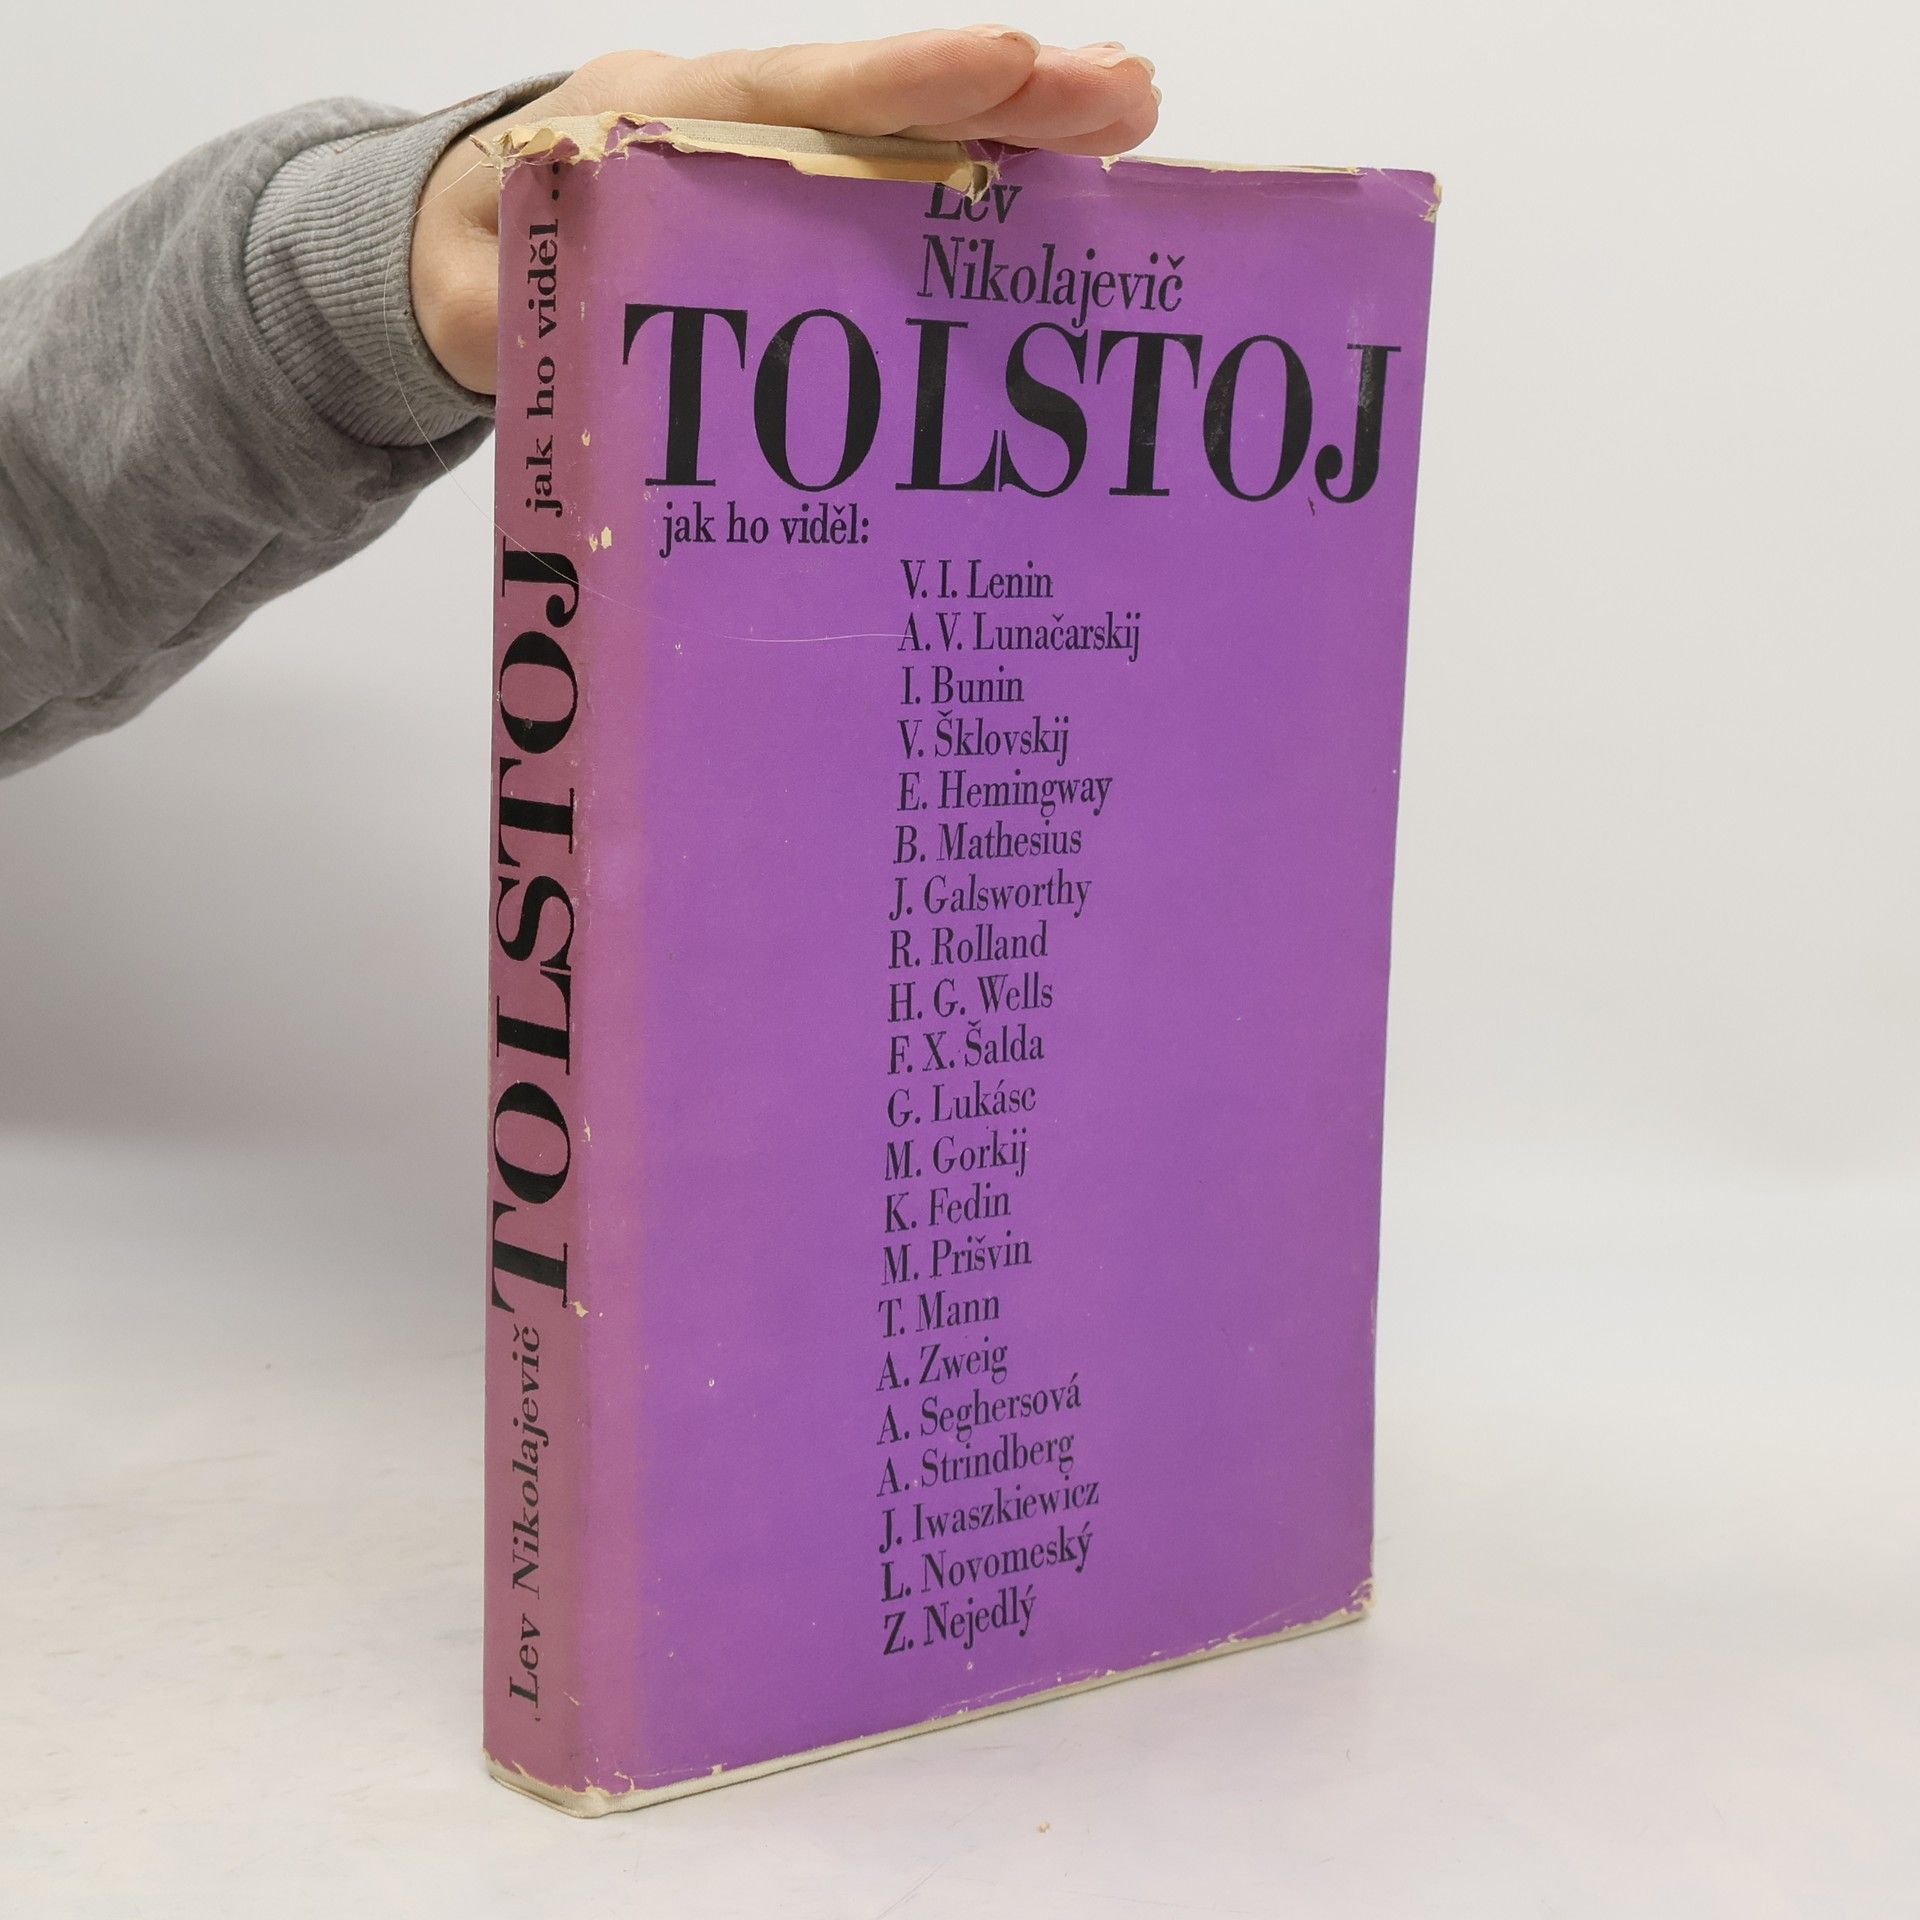 Lev Nikolajevič TOLSTOJ jak ho viděl...
Lev
Nikolajevič
TOLSTOJ
jak ho viděl:
V. I. Lenin
A. V. Lunačarskij
I. Bunin
V. Šklovskij
E. Hemingway
B. Mathesius
J. Galsworthy
R. Rolland
H. G. Wells
F. X. Šalda
G. Lukásc
M. Gorkij
K. Fedin
M. Prišvin
T. Mann
A. Zweig
A. Seghersová
A. Strindberg
J. Iwaszkiewicz
L. Novomeský
Z. Nejedlý